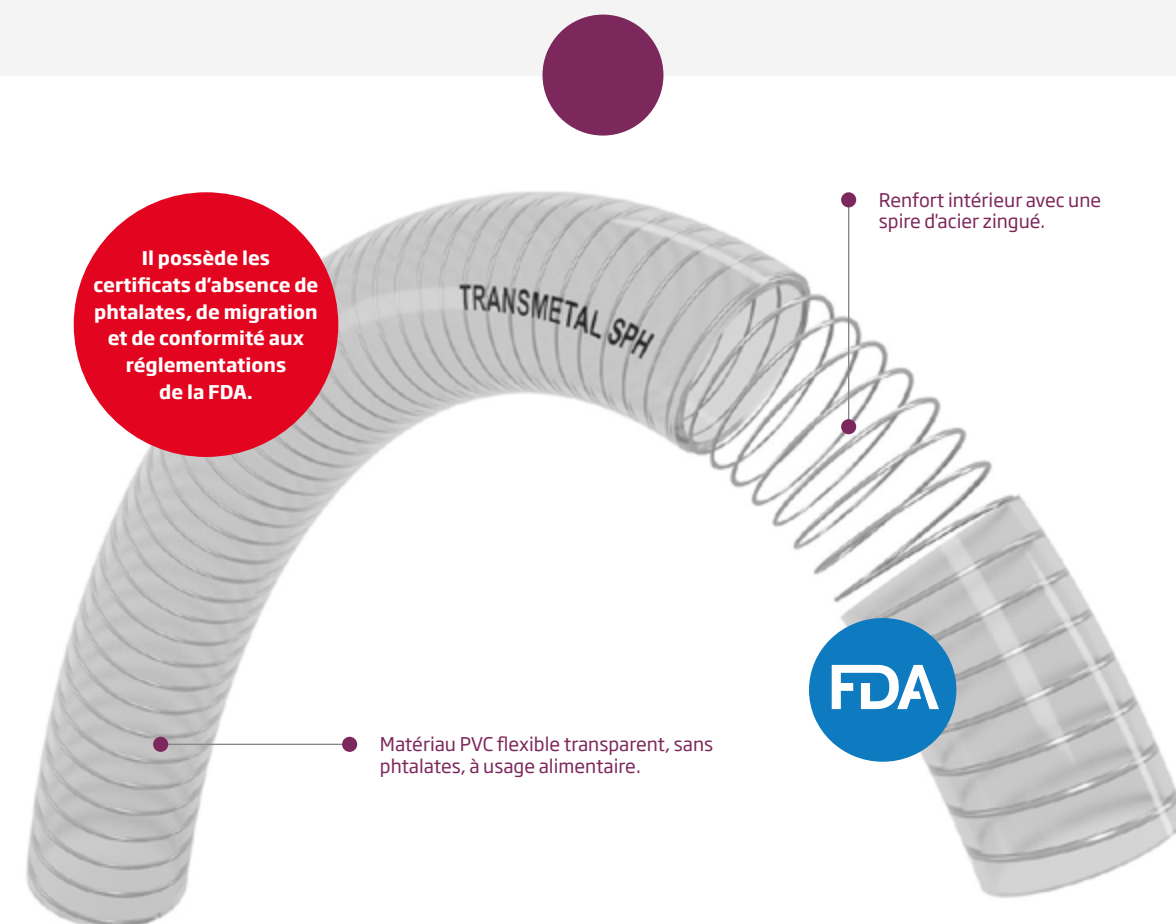 Renfort intérieur avec une
spire d'acier zingué.
Il possède les
certificats d'absence de
phtalates, de migration
et de conformité aux
réglementations
de la FDA.
TRANSMETAL SPH
FDA
Matériau PVC flexible transparent, sans
phtalates, à usage alimentaire.